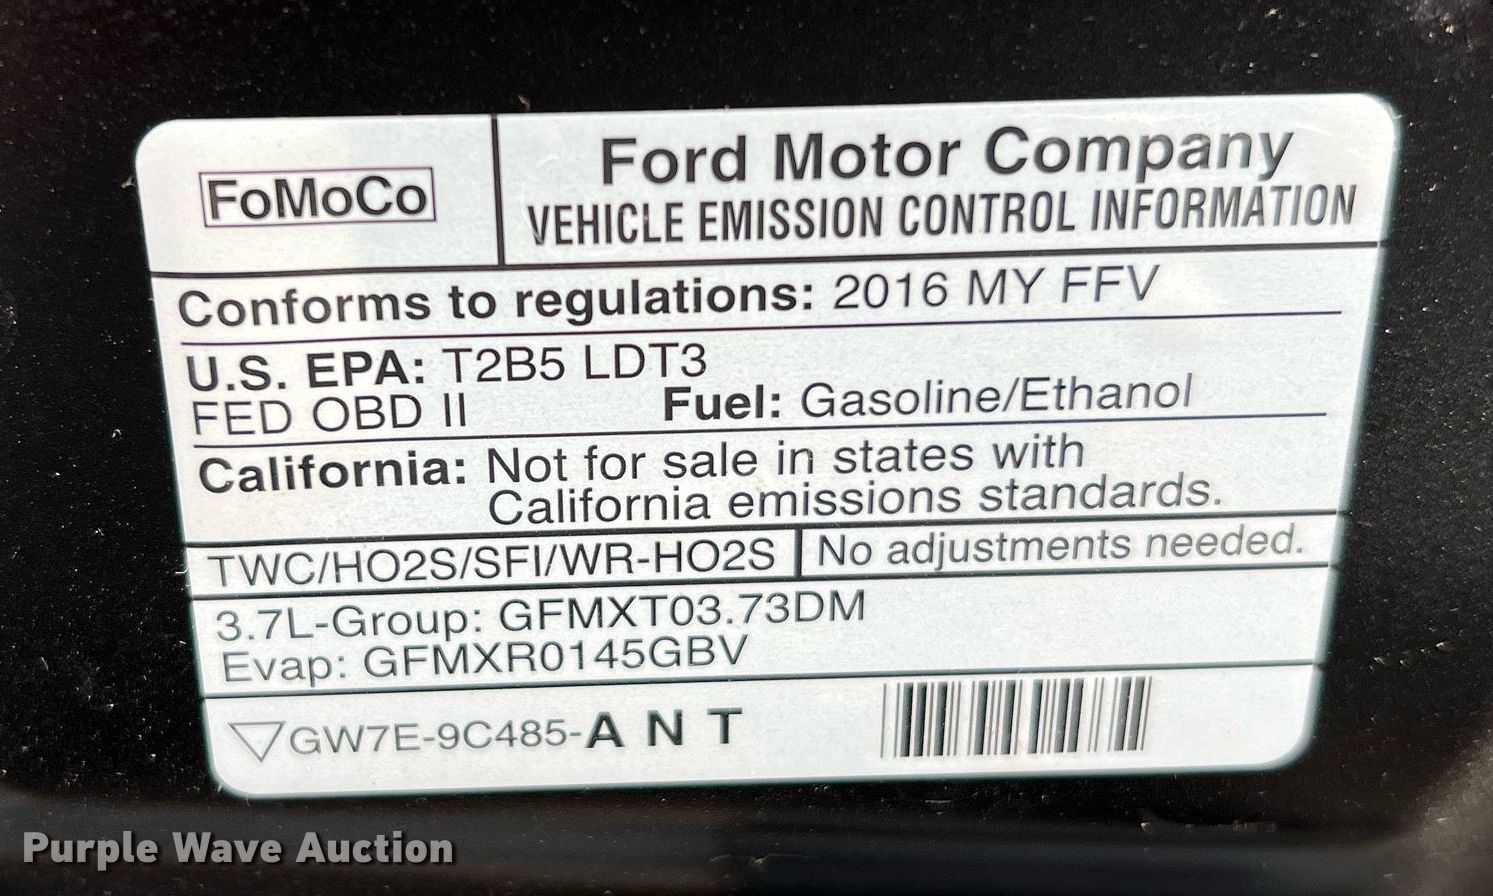 FoMoCo
Ford Motor Company
VEHICLE EMISSION CONTROL INFORMATION
Conforms to regulations: 2016 MY FFV
U.S. EPA: T2B5 LDT3
FED OBD II Fuel: Gasoline/Ethanol
California: Not for sale in states with
California emissions standards.
TWC/HO2S/SFI/WR-HO2S No adjustments needed.
3.7L-Group: GFMXT03.73DM
Evap: GFMXR0145GBV
GW7E-9C485-A N T
Purple Wave Auction